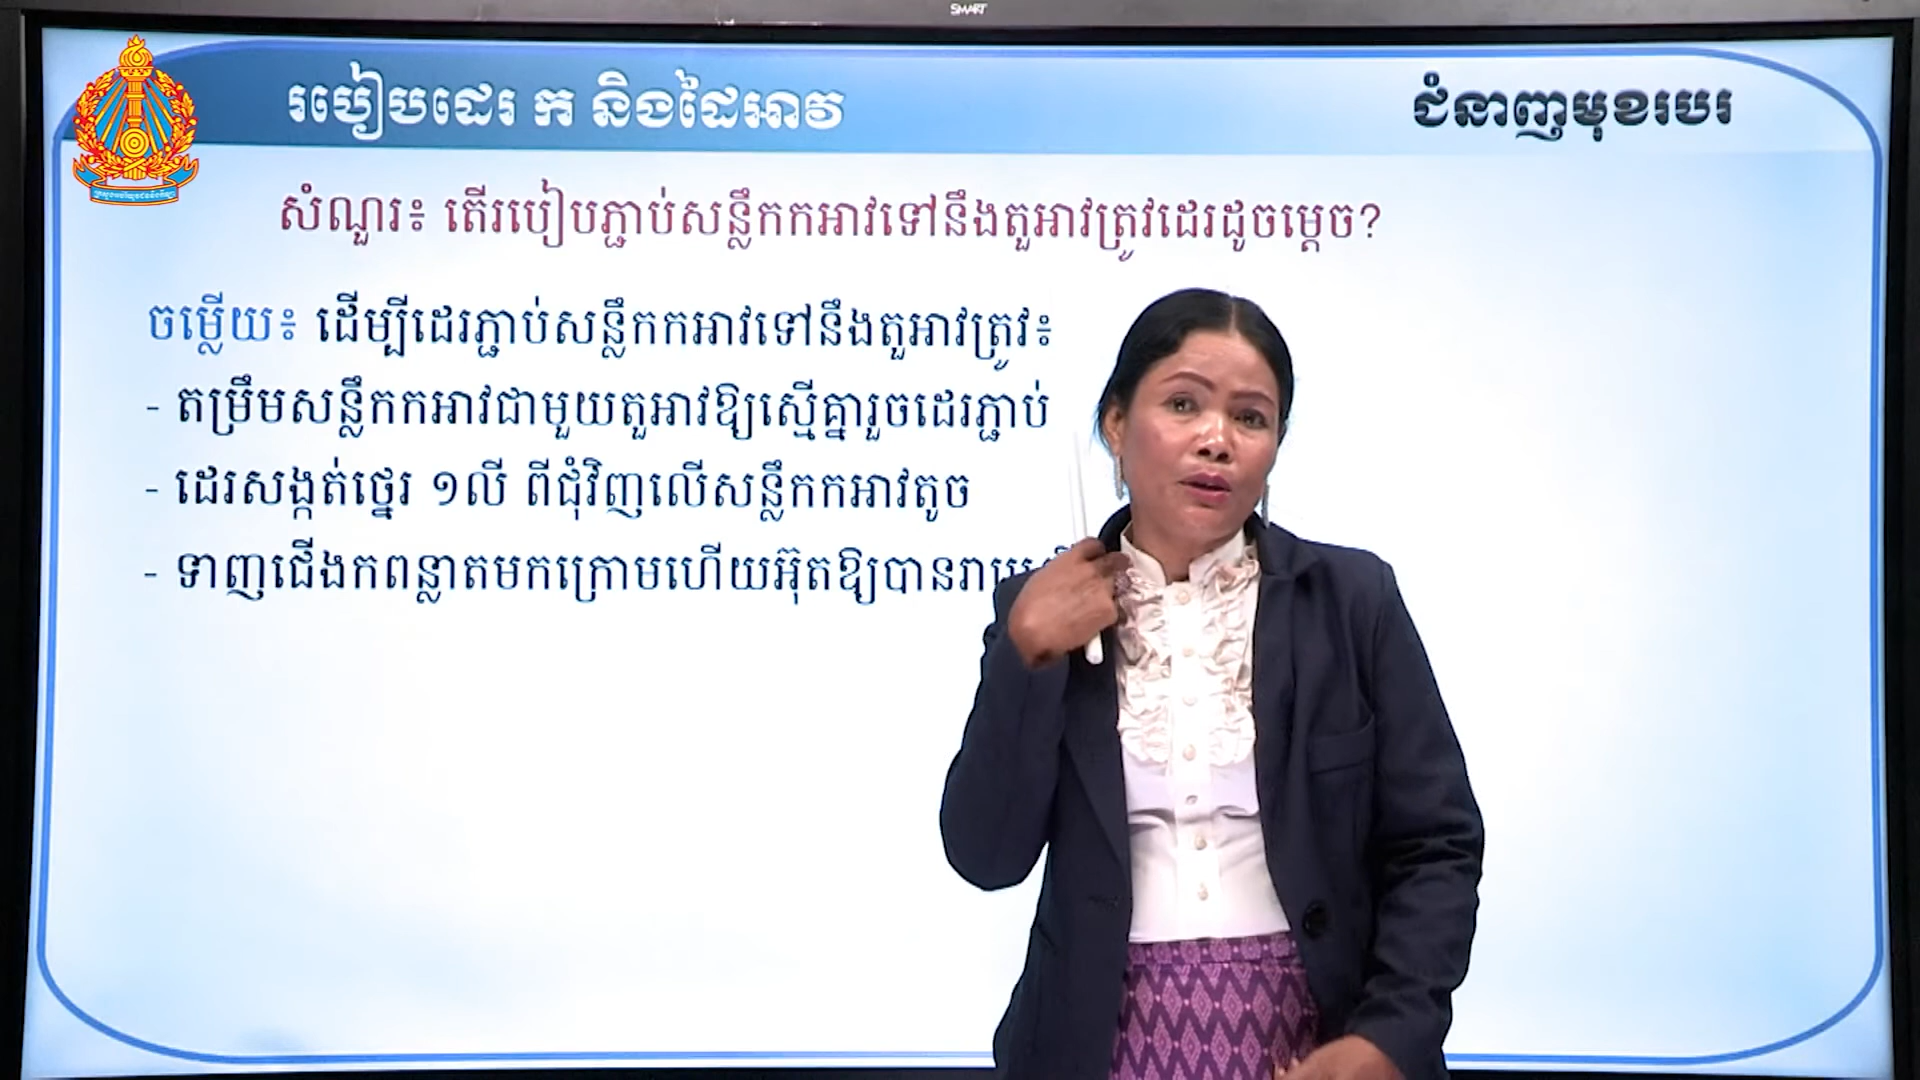 SMART
របៀបដេរ ក និងដៃអាវ
ជំនាញមុខរបរ
សំណួរ៖ តើរបៀបភ្ជាប់សន្លឹកកអាវទៅនឹងតួអាវត្រូវដេរដូចម្ដេច?
ចម្លើយ៖ ដើម្បីដេរភ្ជាប់សន្លឹកកអាវទៅនឹងតួអាវត្រូវ៖
- តម្រឹមសន្លឹកកអាវជាមួយតួអាវឱ្យស្មើគ្នារួចដេរភ្ជាប់
- ដេរសង្កត់ថ្នេរ ១លី ពីជុំវិញលើសន្លឹកកអាវតូច
- ទាញជើងកពន្លាតមកក្រោមហើយអ៊ុតឱ្យបាន